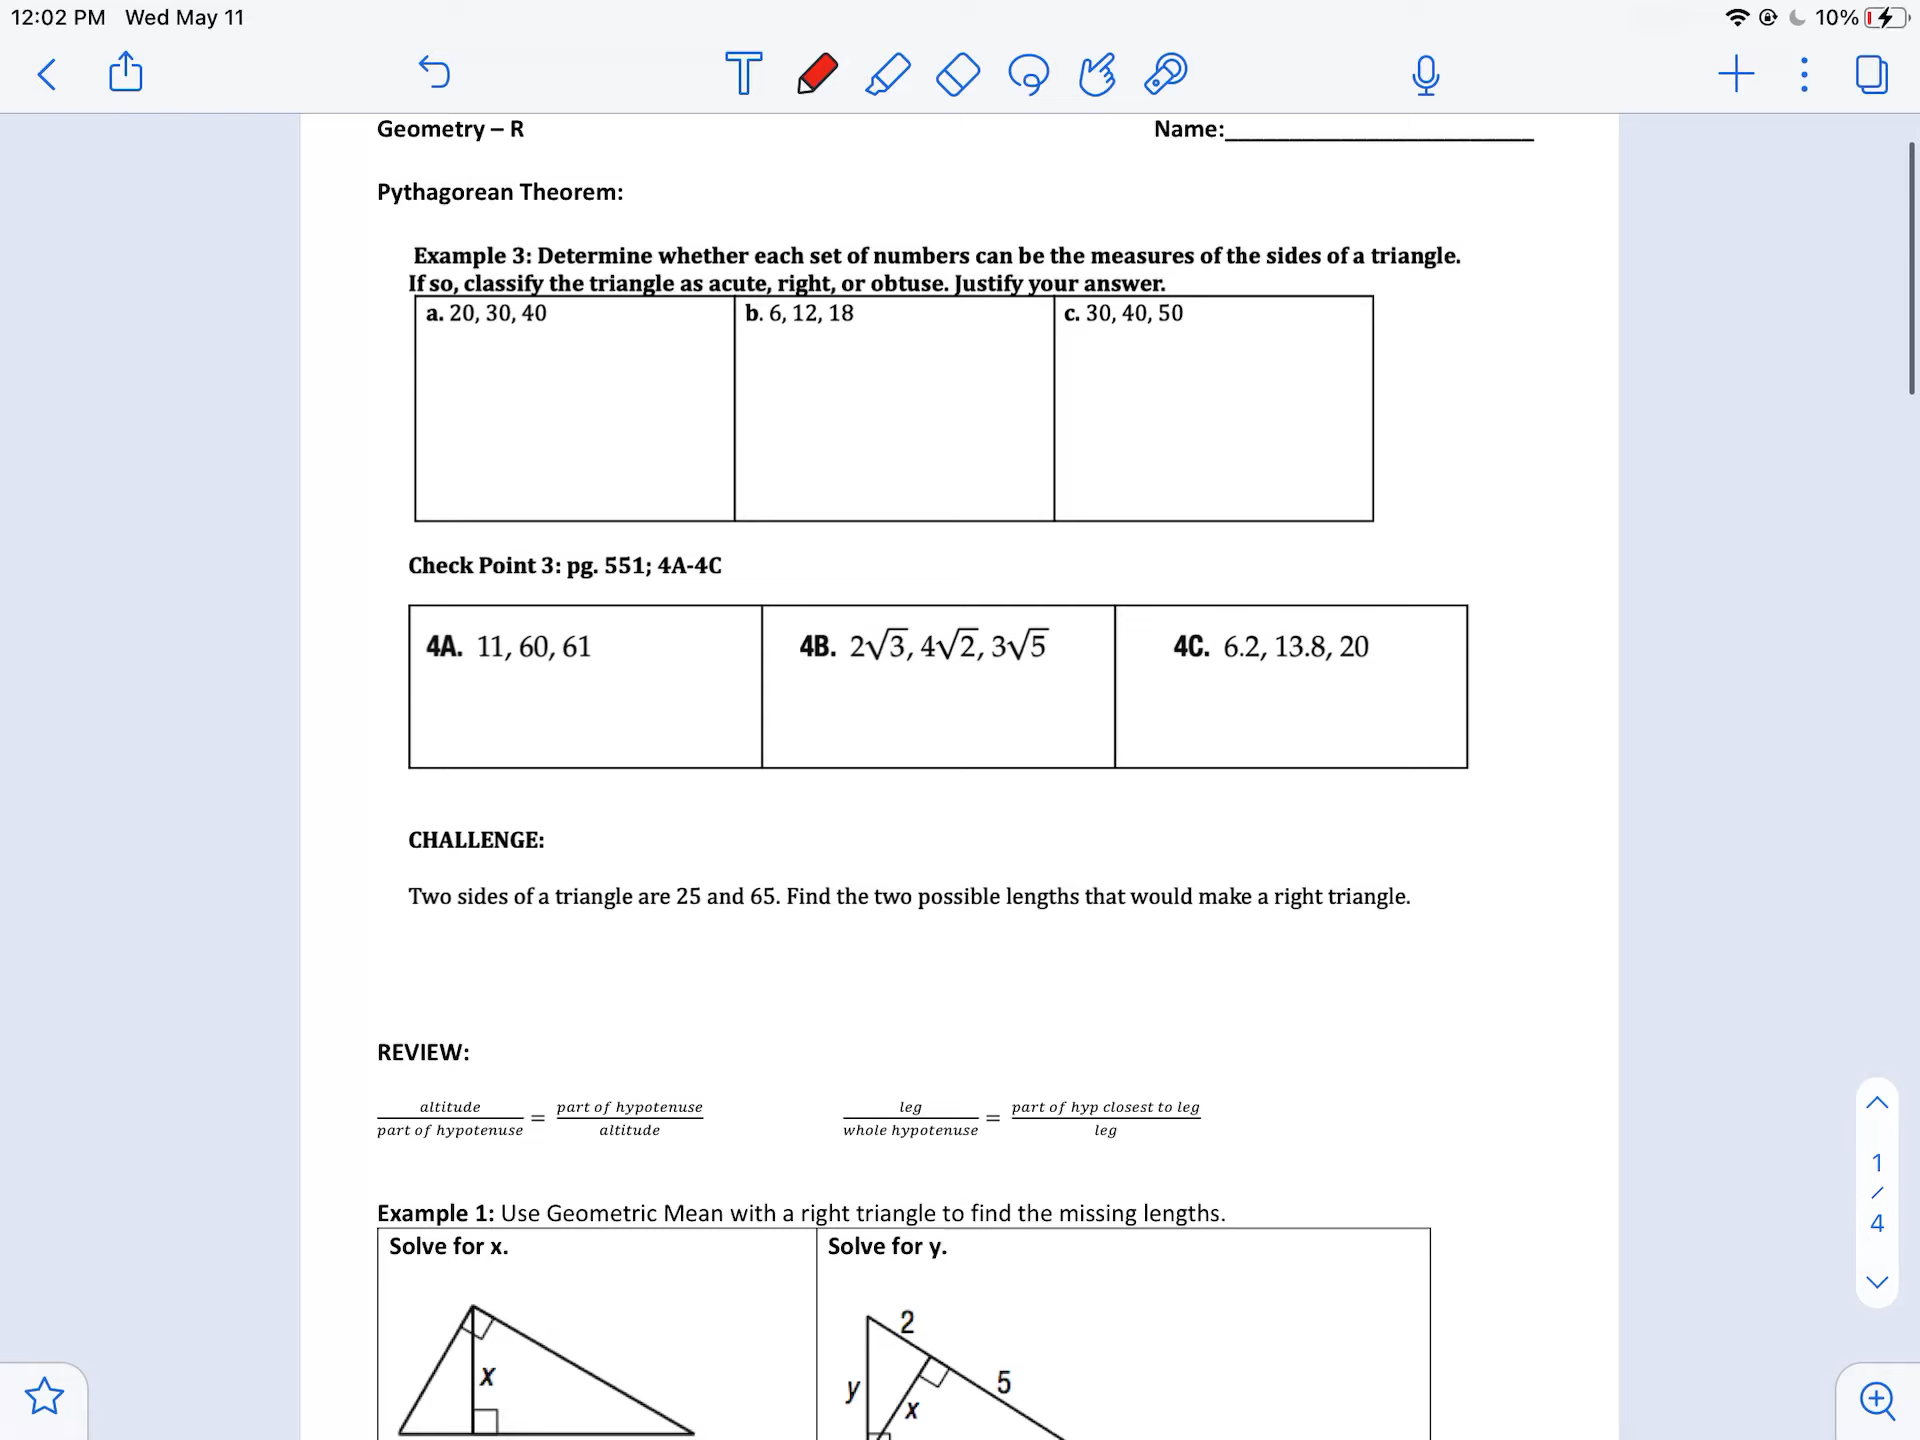 12:02 PM Wed May 11
10%
Geometry – R Name:________________________
Pythagorean Theorem:
Example 3: Determine whether each set of numbers can be the measures of the sides of a triangle.
If so, classify the triangle as acute, right, or obtuse. Justify your answer.
a. 20, 30, 40 b. 6, 12, 18 c. 30, 40, 50
Check Point 3: pg. 551; 4A-4C
4A. 11, 60, 61 4B. 2√3, 4√2, 3√5 4C. 6.2, 13.8, 20
CHALLENGE:
Two sides of a triangle are 25 and 65. Find the two possible lengths that would make a right triangle.
REVIEW:
altitude/part of hypotenuse = part of hypotenuse/altitude leg/whole hypotenuse = part of hyp closest to leg/leg
Example 1: Use Geometric Mean with a right triangle to find the missing lengths.
Solve for x. Solve for y.
x
2
5
y
x
1
/
4